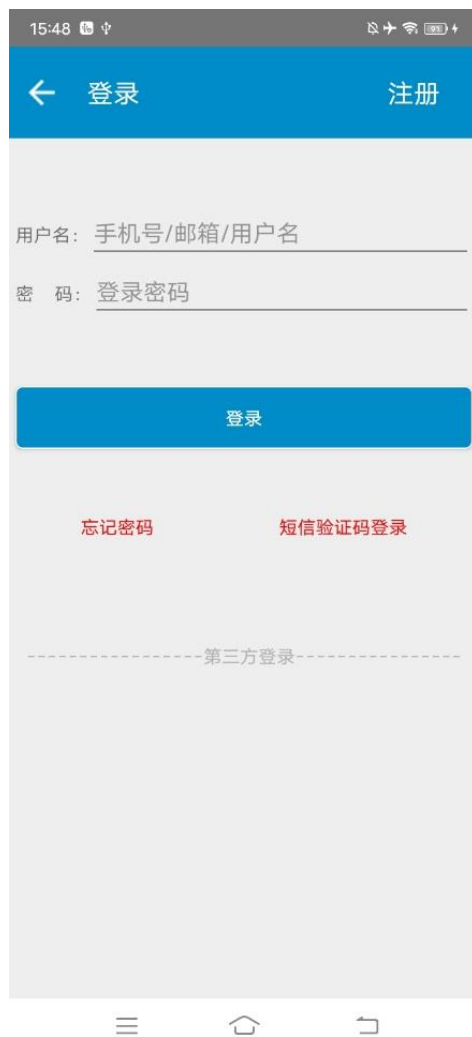 15:48
91
登录 注册
用户名: 手机号/邮箱/用户名
密 码: 登录密码
登录
忘记密码 短信验证码登录
-----------------第三方登录----------------